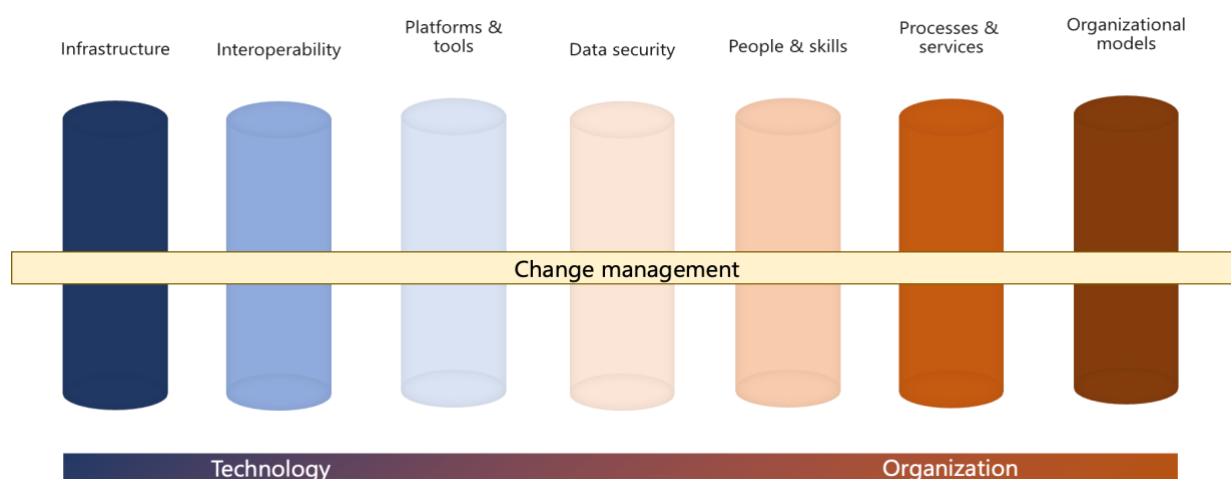 Infrastructure
Interoperability
Platforms &
tools
Data security
People & skills
Processes &
services
Organizational
models
Change management
Technology
Organization